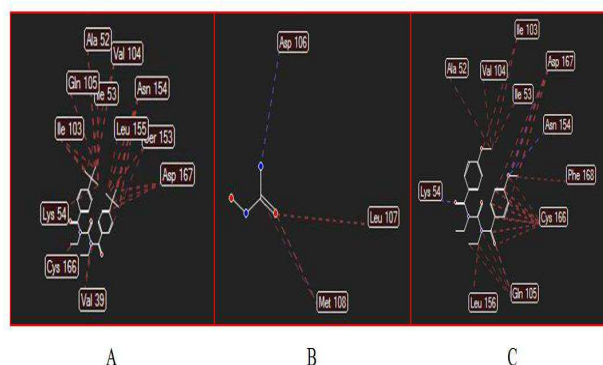 Ala 52
Val 104
Gln 105
Ile 53
Asn 154
Ile 103
Leu 155
Ser 153
Asp 167
Lys 54
Cys 166
Val 39
Asp 106
Leu 107
Met 108
Ile 103
Val 104
Asp 167
Ala 52
Ile 53
Asn 154
Phe 168
Lys 54
Cys 166
Leu 156
Gln 105
A B C